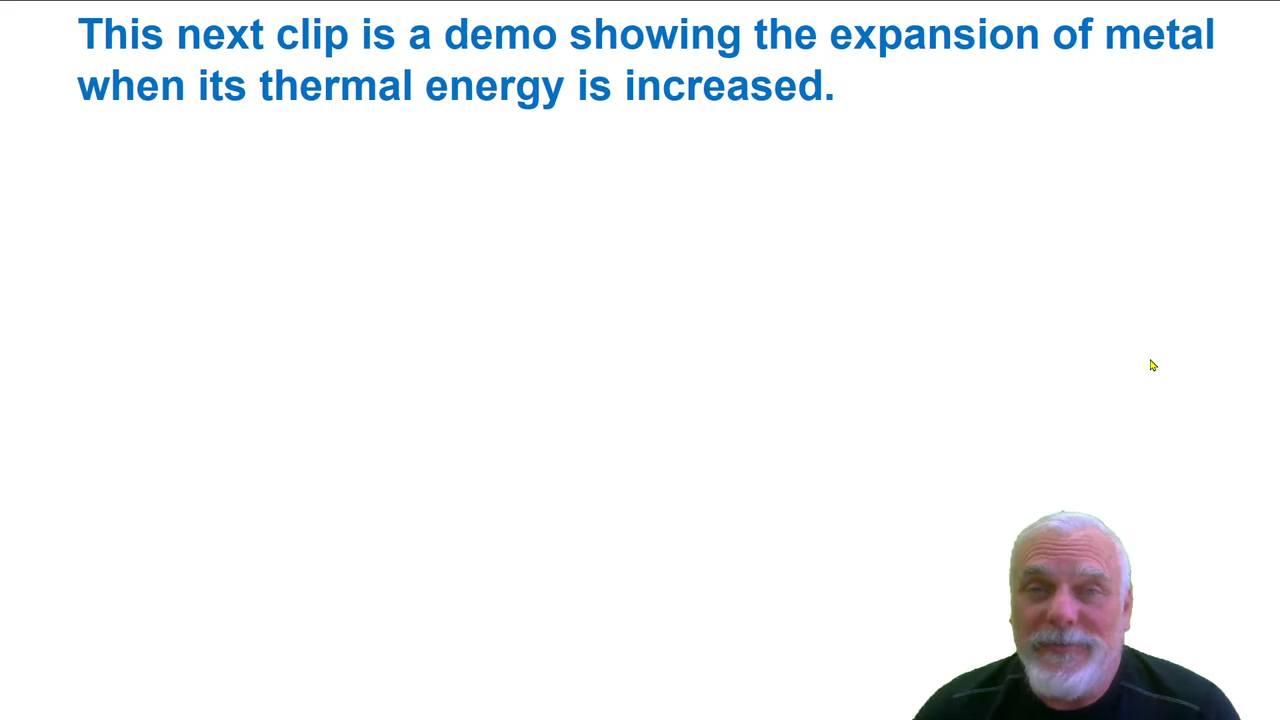 This next clip is a demo showing the expansion of metal
when its thermal energy is increased.